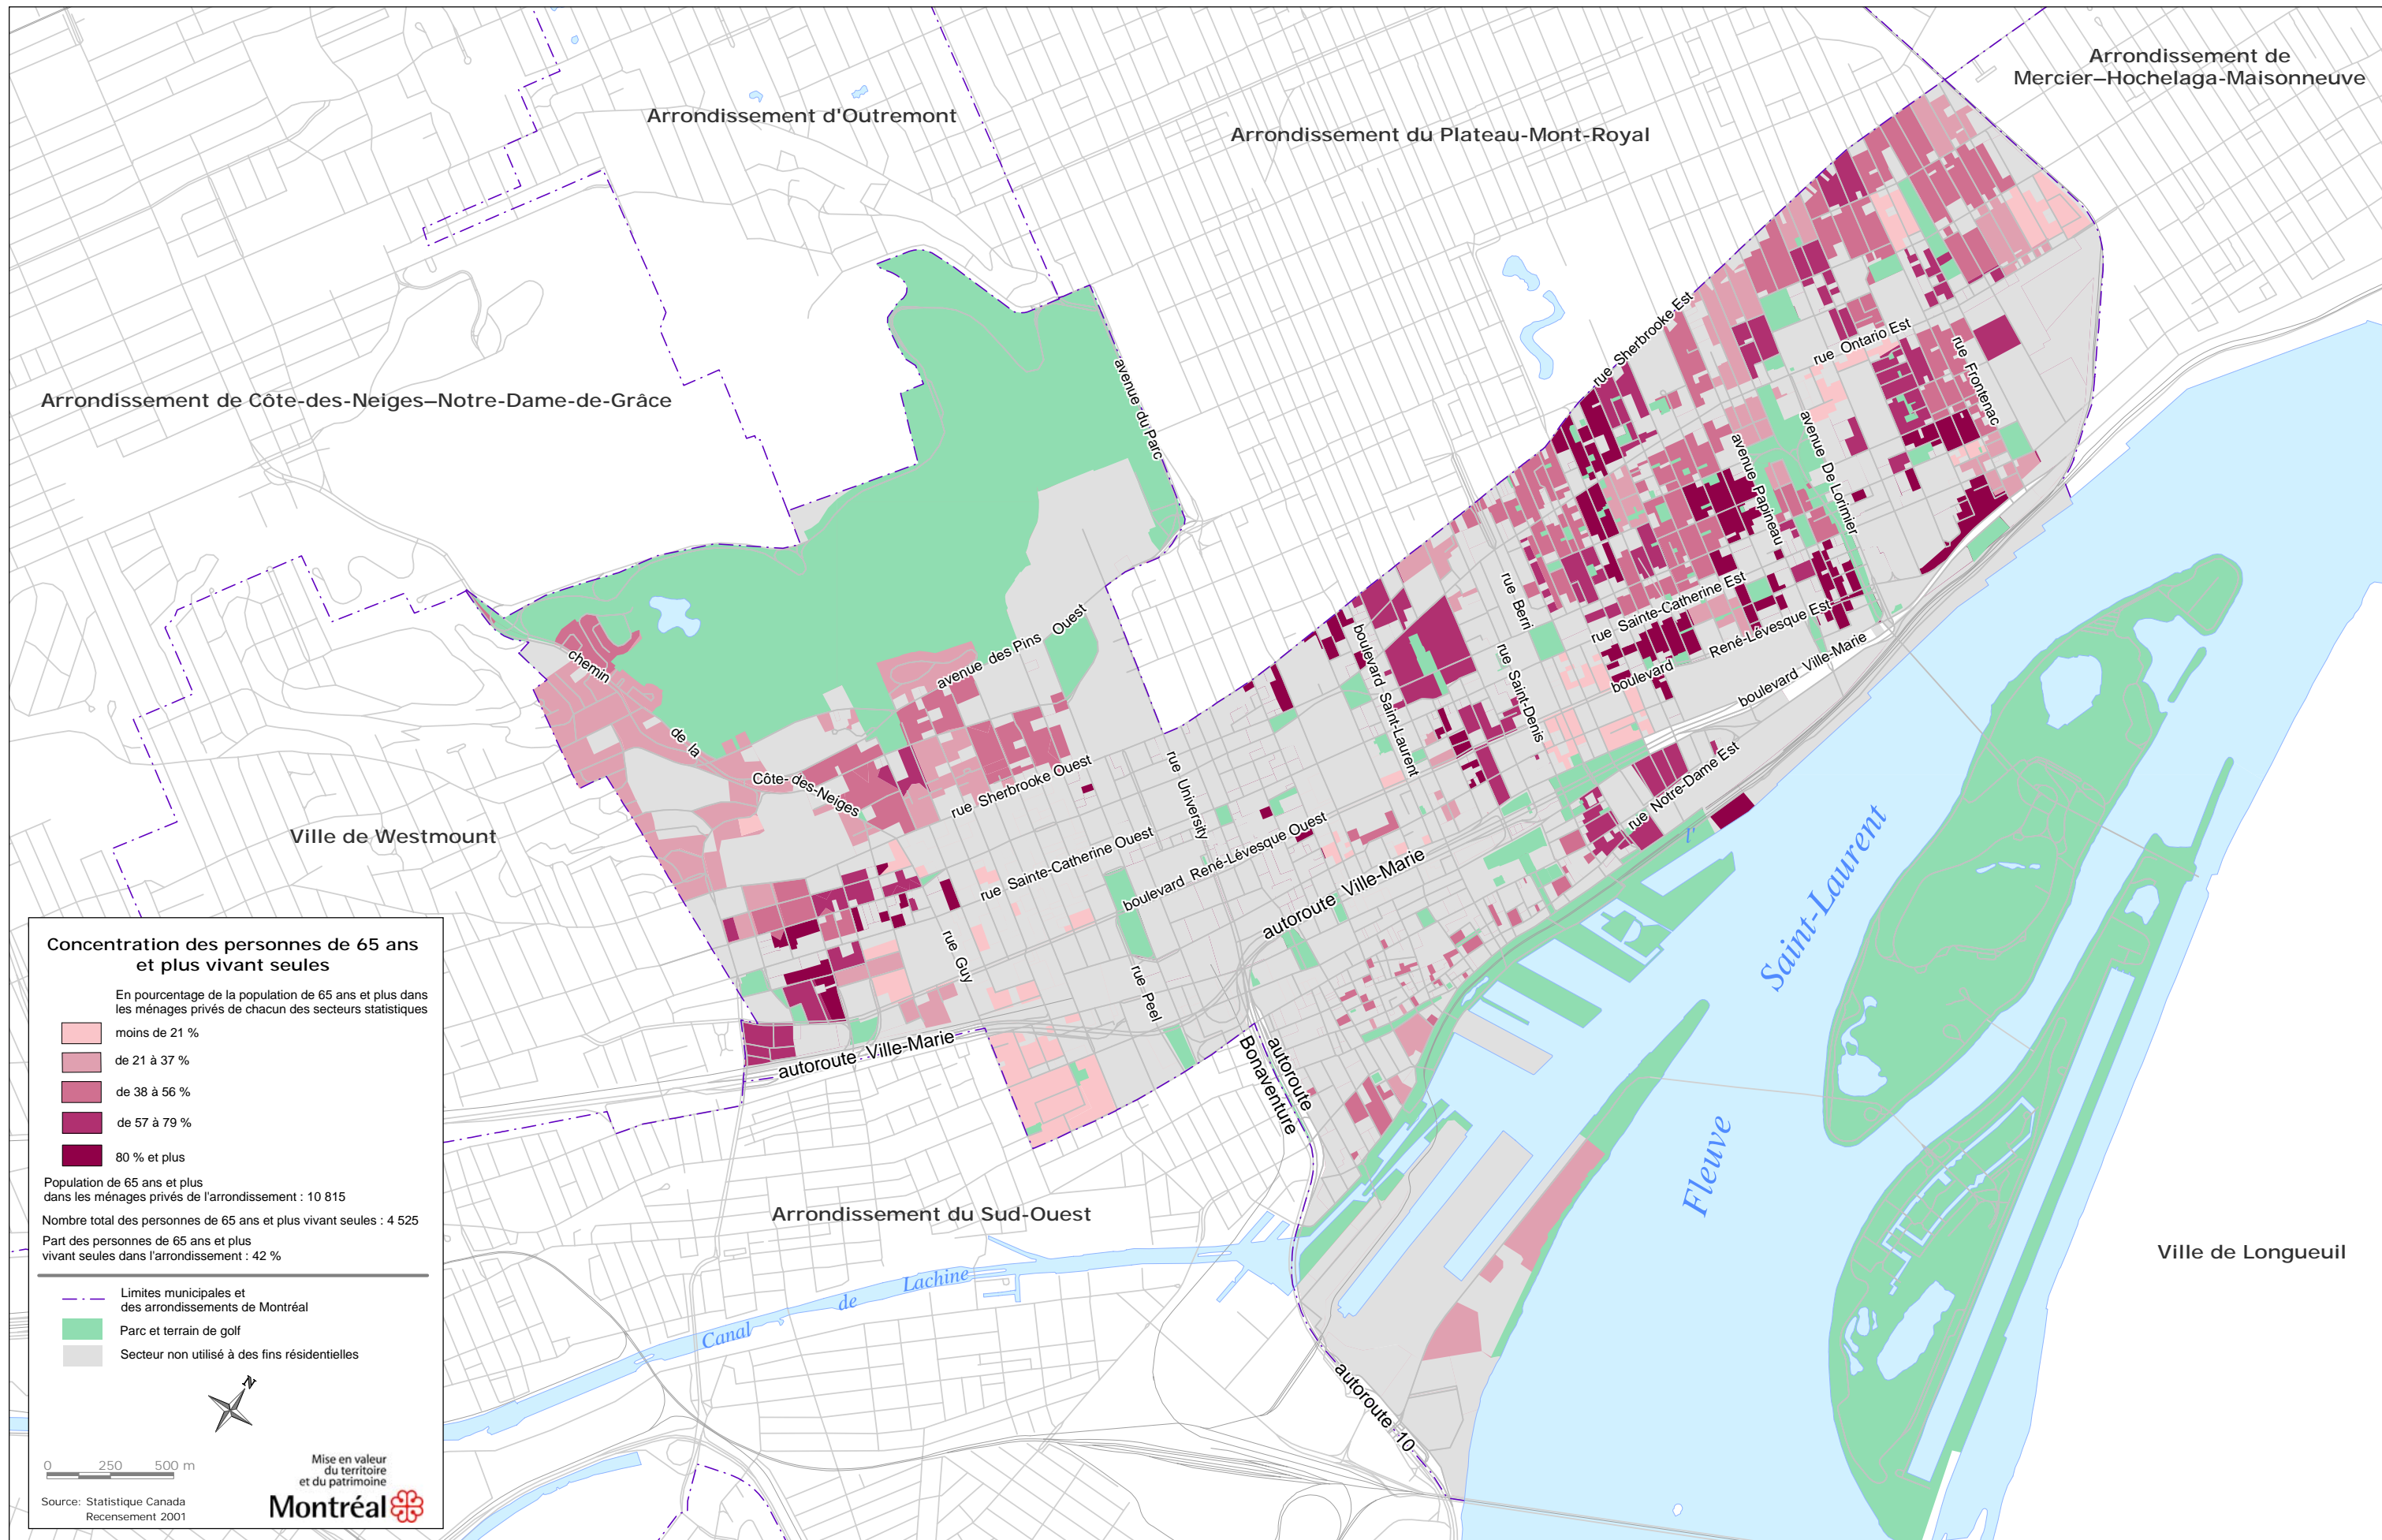 Arrondissement de
Mercier–Hochelaga-Maisonneuve
Arrondissement d'Outremont
Arrondissement du Plateau-Mont-Royal
Arrondissement de Côte-des-Neiges–Notre-Dame-de-Grâce
Ville de Westmount
Arrondissement du Sud-Ouest
Ville de Longueuil
avenue du Parc
rue Sherbrooke Est
rue Ontario Est
rue Frontenac
avenue De Lorimier
avenue Papineau
rue Berri
rue Sainte-Catherine Est
boulevard René-Lévesque Est
boulevard Ville-Marie
boulevard Saint-Laurent
rue Saint-Denis
rue Notre-Dame Est
avenue des Pins Ouest
chemin de la Côte-des-Neiges
rue Sherbrooke Ouest
rue University
rue Sainte-Catherine Ouest
boulevard René-Lévesque Ouest
autoroute Ville-Marie
rue Guy
rue Peel
autoroute Ville-Marie
autoroute Bonaventure
autoroute 10
Fleuve Saint-Laurent
l'
Canal de Lachine
Concentration des personnes de 65 ans
et plus vivant seules
En pourcentage de la population de 65 ans et plus dans
les ménages privés de chacun des secteurs statistiques
moins de 21 %
de 21 à 37 %
de 38 à 56 %
de 57 à 79 %
80 % et plus
Population de 65 ans et plus
dans les ménages privés de l'arrondissement : 10 815
Nombre total des personnes de 65 ans et plus vivant seules : 4 525
Part des personnes de 65 ans et plus
vivant seules dans l'arrondissement : 42 %
Limites municipales et
des arrondissements de Montréal
Parc et terrain de golf
Secteur non utilisé à des fins résidentielles
N
0 250 500 m
Mise en valeur
du territoire
et du patrimoine
Montréal
Source: Statistique Canada
Recensement 2001